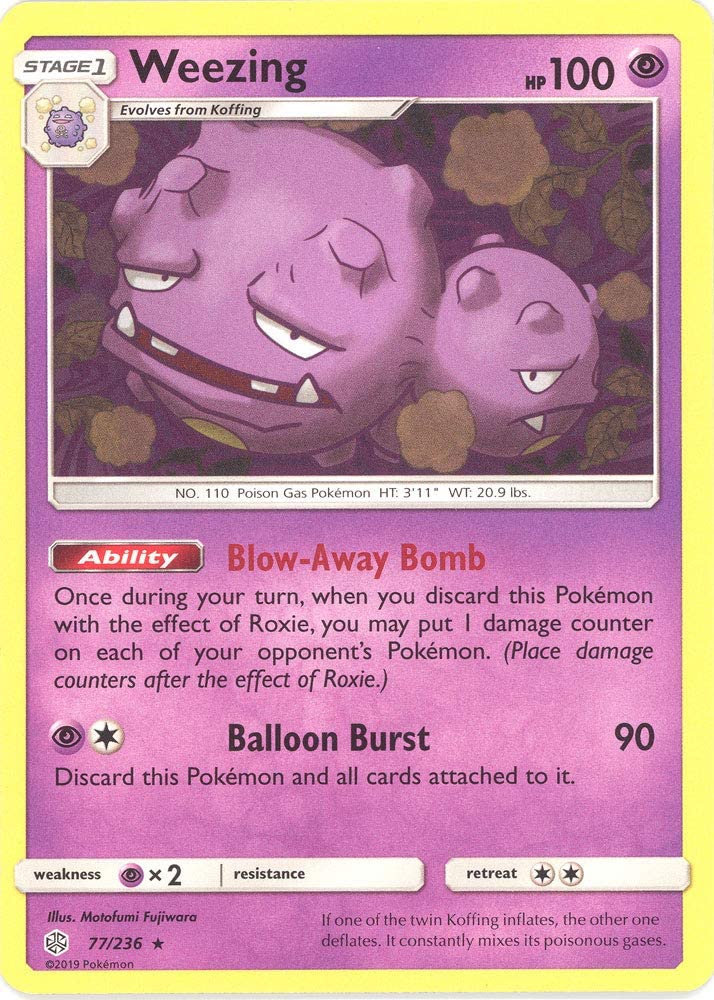 STAGE1
Weezing
HP 100
Evolves from Koffing
NO. 110 Poison Gas Pokémon HT: 3'11" WT: 20.9 lbs.
Ability Blow-Away Bomb
Once during your turn, when you discard this Pokémon
with the effect of Roxie, you may put 1 damage counter
on each of your opponent's Pokémon. (Place damage
counters after the effect of Roxie.)
Balloon Burst 90
Discard this Pokémon and all cards attached to it.
weakness ×2 resistance retreat
Illus. Motofumi Fujiwara
77/236
©2019 Pokémon
If one of the twin Koffing inflates, the other one
deflates. It constantly mixes its poisonous gases.